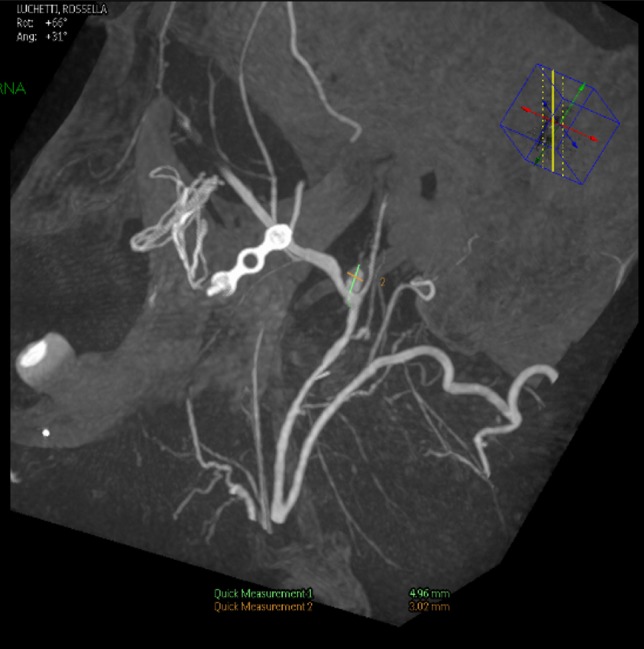 LUCHETTI, ROSSELLA
Rot: +66°
Ang: +31°
RNA
2
Quick Measurement 1 4.96 mm
Quick Measurement 2 3.02 mm